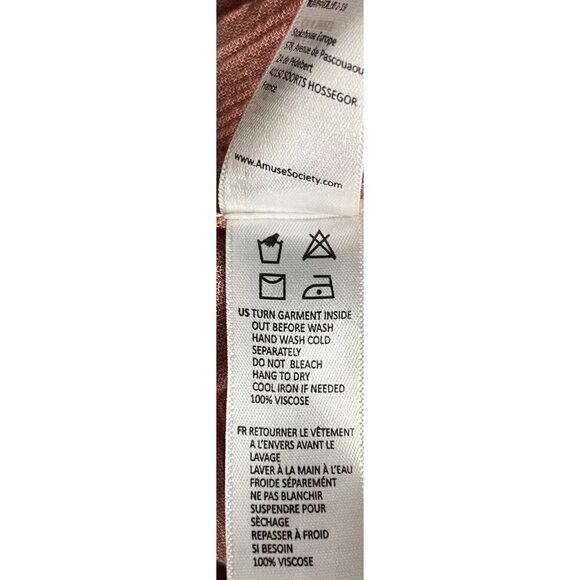 Stokehouse Europe
578, Avenue de Pascouaou
ZA de Pédebert
40150 SOORTS HOSSEGOR
France
www.AmuseSociety.com
US TURN GARMENT INSIDE
OUT BEFORE WASH
HAND WASH COLD
SEPARATELY
DO NOT BLEACH
HANG TO DRY
COOL IRON IF NEEDED
100% VISCOSE
FR RETOURNER LE VÊTEMENT
A L'ENVERS AVANT LE
LAVAGE
LAVER À LA MAIN À L'EAU
FROIDE SÉPARÉMENT
NE PAS BLANCHIR
SUSPENDRE POUR
SÈCHAGE
REPASSER À FROID
SI BESOIN
100% VISCOSE